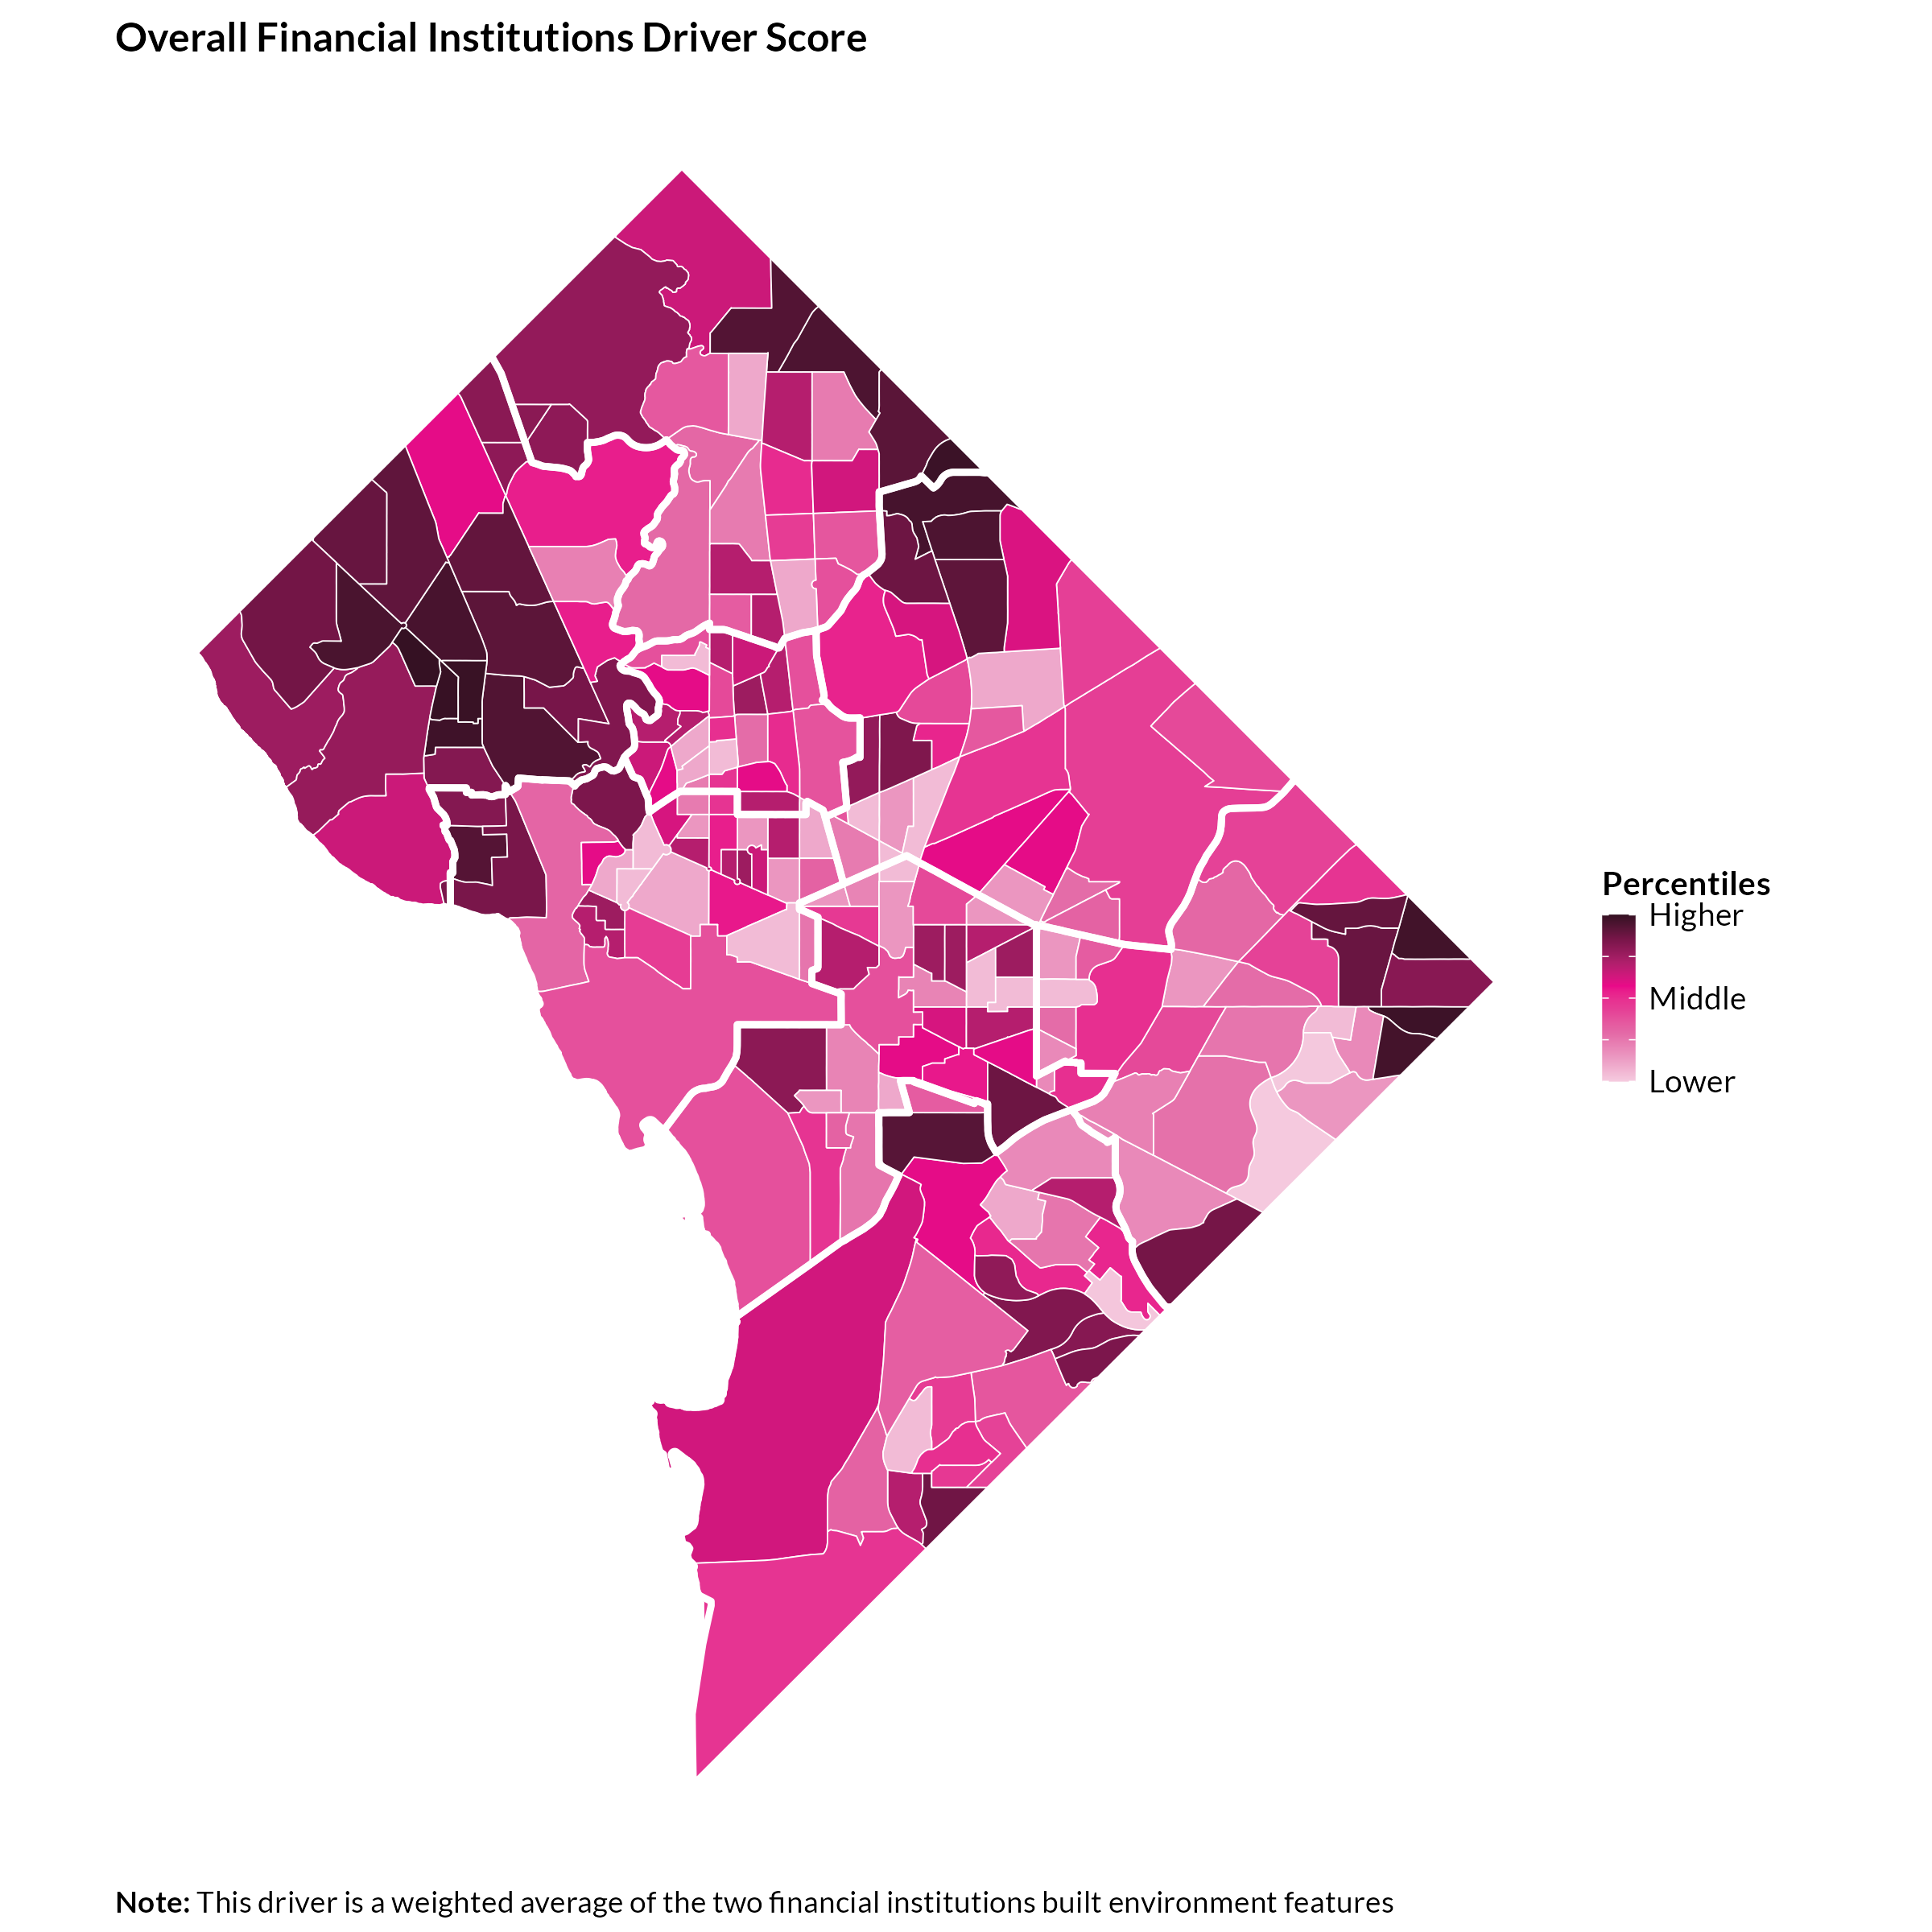 Overall Financial Institutions Driver Score
Percentiles
Higher
Middle
Lower
Note: This driver is a weighted average of the two financial institutions built environment features